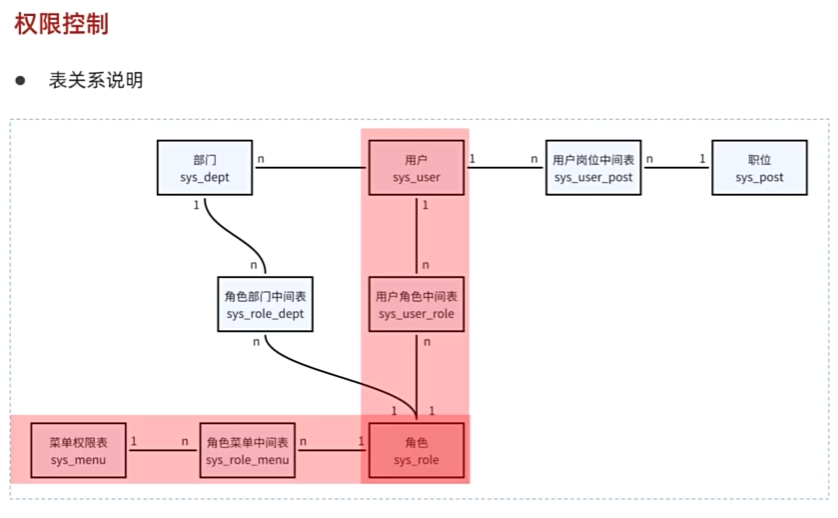 权限控制
● 表关系说明
部门
sys_dept
n
用户
sys_user
1
n
用户岗位中间表
sys_user_post
n
1
职位
sys_post
1
1
n
n
角色部门中间表
sys_role_dept
用户角色中间表
sys_user_role
n
n
1
1
菜单权限表
sys_menu
1
n
角色菜单中间表
sys_role_menu
n
1
角色
sys_role